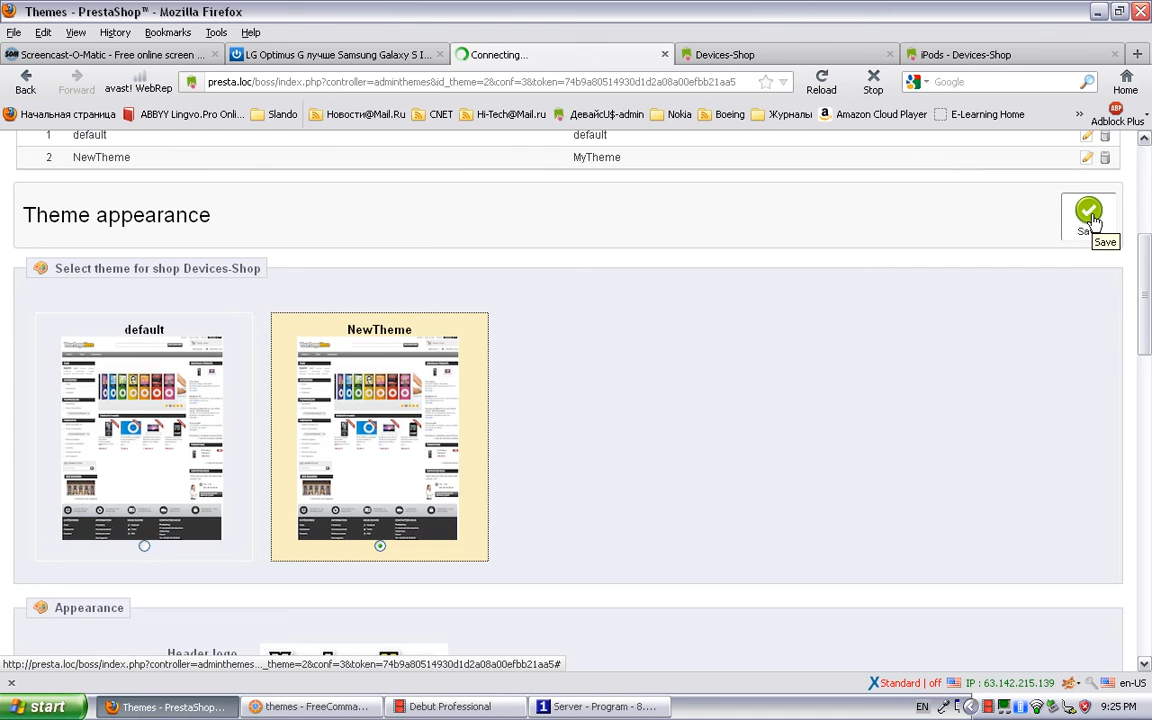 Themes - PrestaShop™ - Mozilla Firefox
File Edit View History Bookmarks Tools Help
Screencast-O-Matic - Free online screen ... LG Optimus G лучше Samsung Galaxy S I... Connecting... Devices-Shop iPods - Devices-Shop
Back Forward avast! WebRep presta.loc/boss/index.php?controller=adminthemes&id_theme=2&conf=3&token=74b9a80514930d1d2a08a00efbb21aa5 Reload Stop Google Home
Начальная страница ABBYY Lingvo.Pro Onli... Slando Новости@Mail.Ru CNET Hi-Tech@Mail.ru ДевайсU$-admin Nokia Boeing Журналы Amazon Cloud Player E-Learning Home » Adblock Plus
1 default default
2 NewTheme MyTheme
Theme appearance
Save
Select theme for shop Devices-Shop
default NewTheme
Appearance
Header logo
http://presta.loc/boss/index.php?controller=adminthemes..._theme=2&conf=3&token=74b9a80514930d1d2a08a00efbb21aa5#
Standard | off IP : 63.142.215.139 en-US
start Themes - PrestaShop... themes - FreeComma... Debut Professional Server - Program - 8.... EN 9:25 PM